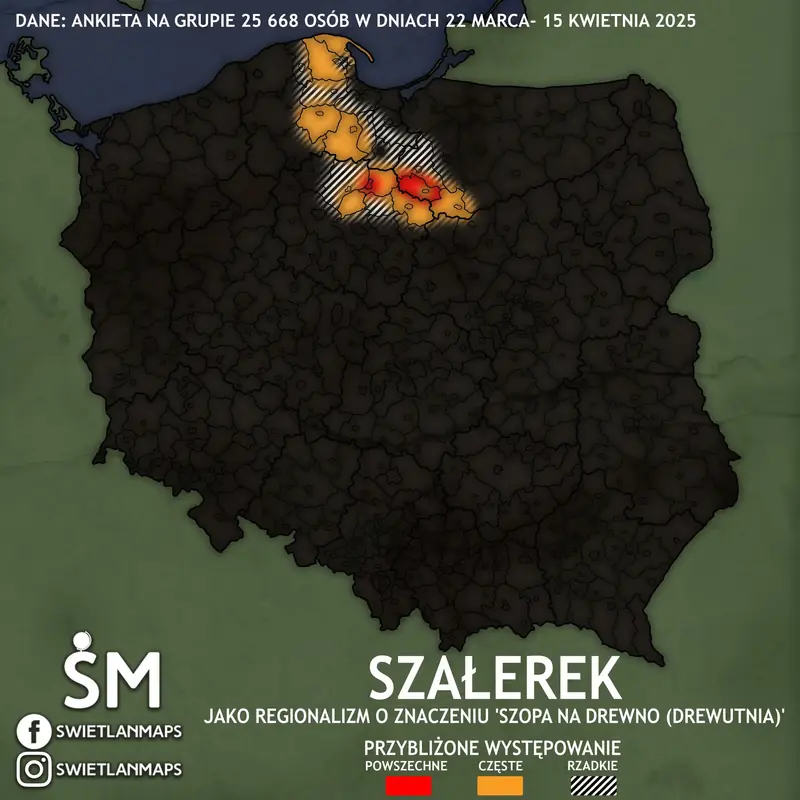 DANE: ANKIETA NA GRUPIE 25 668 OSÓB W DNIACH 22 MARCA- 15 KWIETNIA 2025
ŚM
SWIETLANMAPS
SWIETLANMAPS
SZAŁEREK
JAKO REGIONALIZM O ZNACZENIU 'SZOPA NA DREWNO (DREWUTNIA)'
PRZYBLIŻONE WYSTĘPOWANIE
POWSZECHNE CZĘSTE RZADKIE